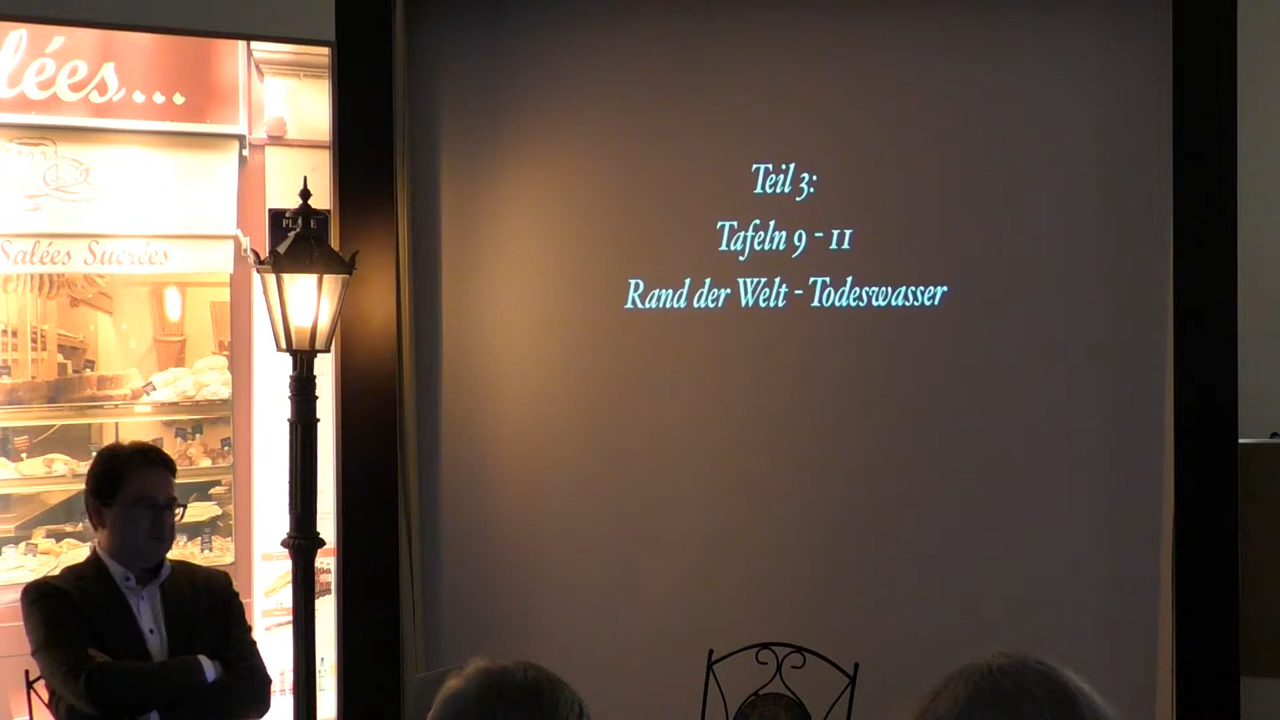 lées...
Salées Sucrées
Teil 3:
Tafeln 9 - 11
Rand der Welt - Todeswasser